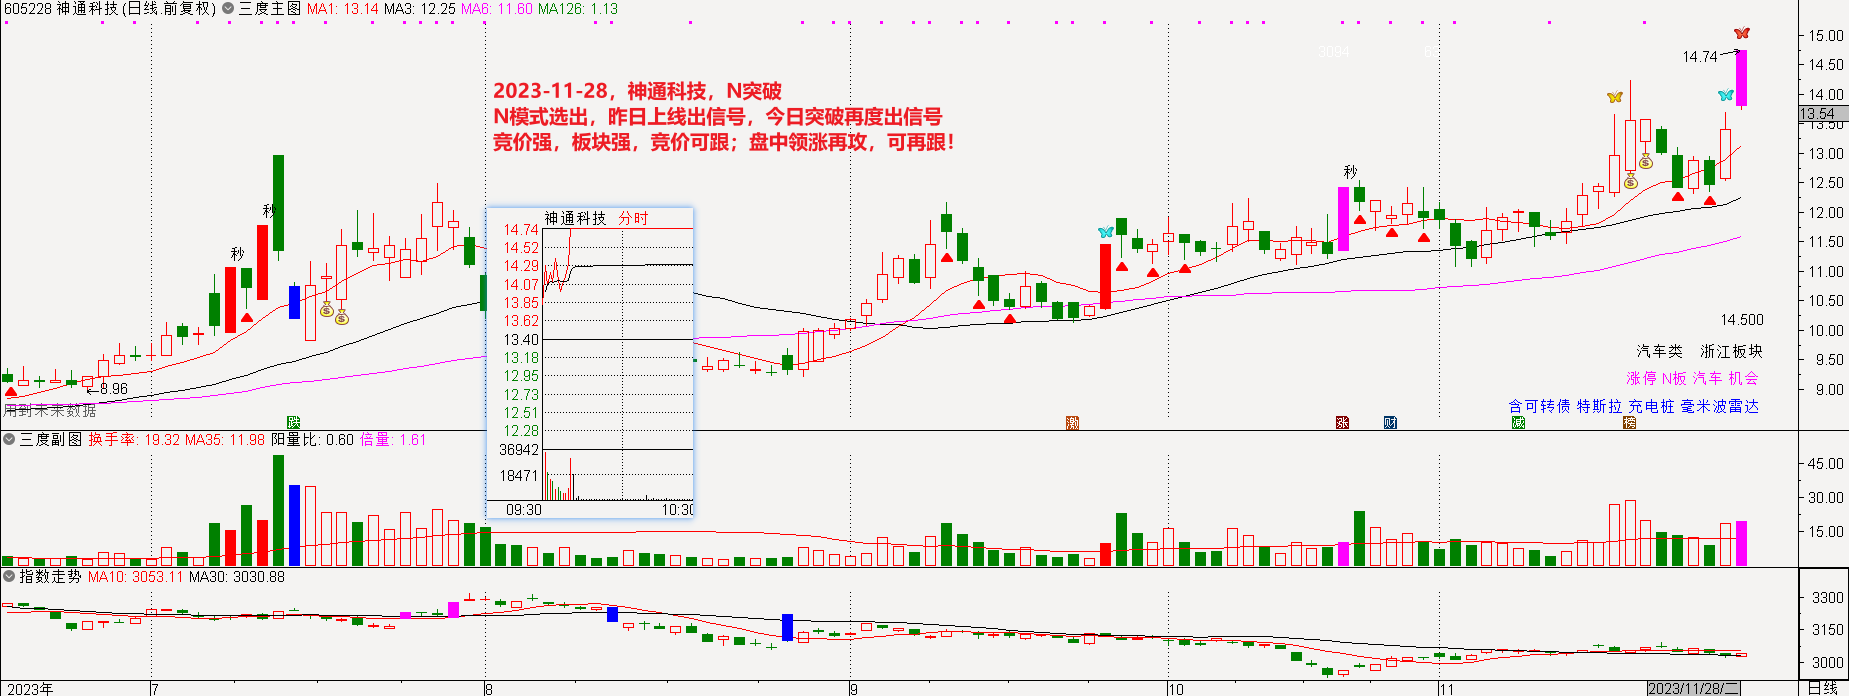 605228 神通科技 (日线.前复权) 三度主图 MA1: 13.14 MA3: 12.25 MA6: 11.60 MA126: 1.13
3094
6
15.00
14.50
14.00
13.54
13.50
13.00
12.50
12.00
11.50
11.00
10.50
10.00
9.50
9.00
14.74
2023-11-28，神通科技，N突破
N模式选出，昨日上线出信号，今日突破再度出信号
竞价强，板块强，竞价可跟；盘中领涨再攻，可再跟！
秒
秒
秒
神通科技 分时
14.74
14.52
14.29
14.07
13.85
13.62
13.40
13.18
12.95
12.73
12.51
12.28
36942
18471
09:30
10:30
←8.96
用到未来数据
14.500
汽车类 浙江板块
涨停 N板 汽车 机会
含可转债 特斯拉 充电桩 毫米波雷达
跌
激
涨
财
减
榜
三度副图 换手率: 19.32 MA35: 11.98 阳量比: 0.60 倍量: 1.61
45.00
30.00
15.00
指数走势 MA10: 3053.11 MA30: 3030.88
3300
3150
3000
2023年
7
8
9
10
11
2023/11/28/二
日线